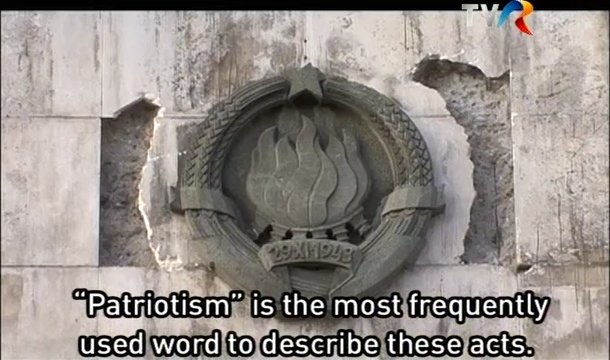 TVR
29·XI·1943
“Patriotism” is the most frequently
used word to describe these acts.